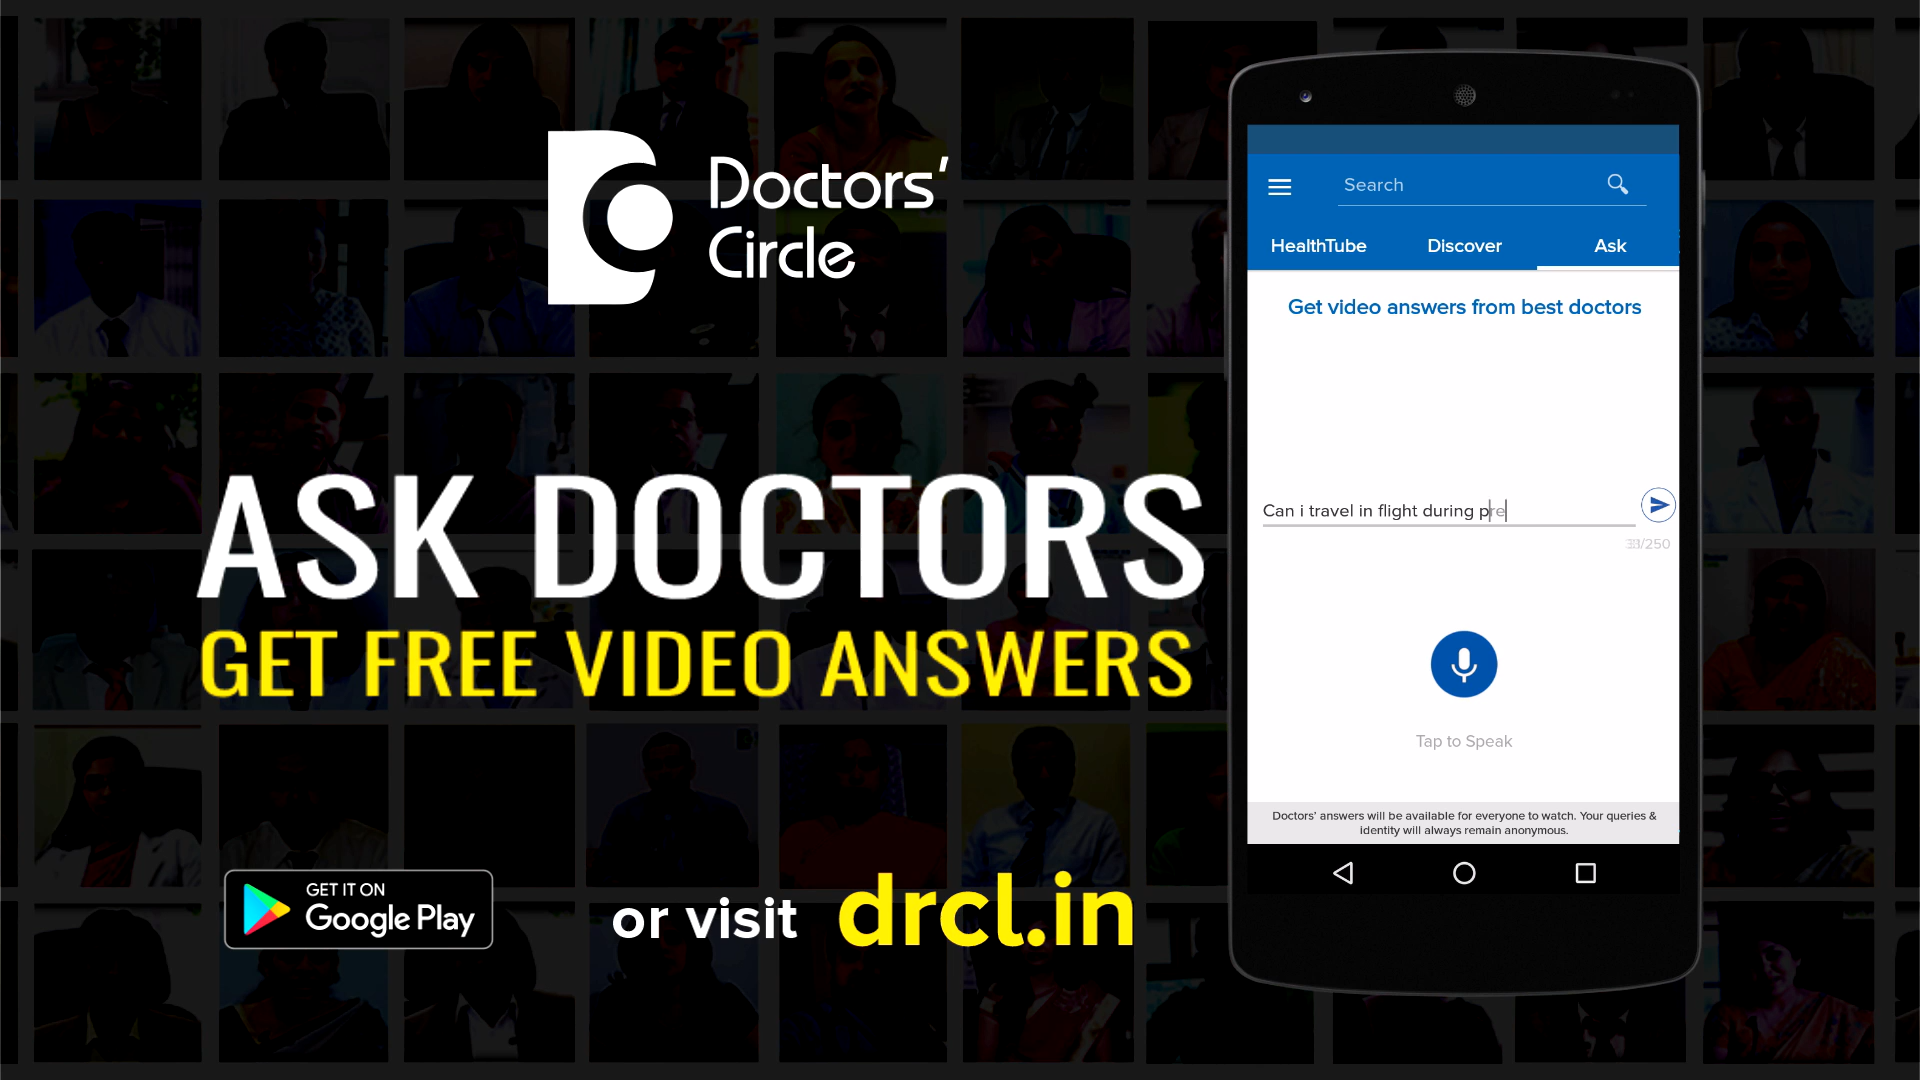 Doctors'
Circle
ASK DOCTORS
GET FREE VIDEO ANSWERS
GET IT ON
Google Play
or visit drcl.in
Search
HealthTube Discover Ask
Get video answers from best doctors
Can i travel in flight during pre
/250
Tap to Speak
Doctors' answers will be available for everyone to watch. Your queries &
identity will always remain anonymous.